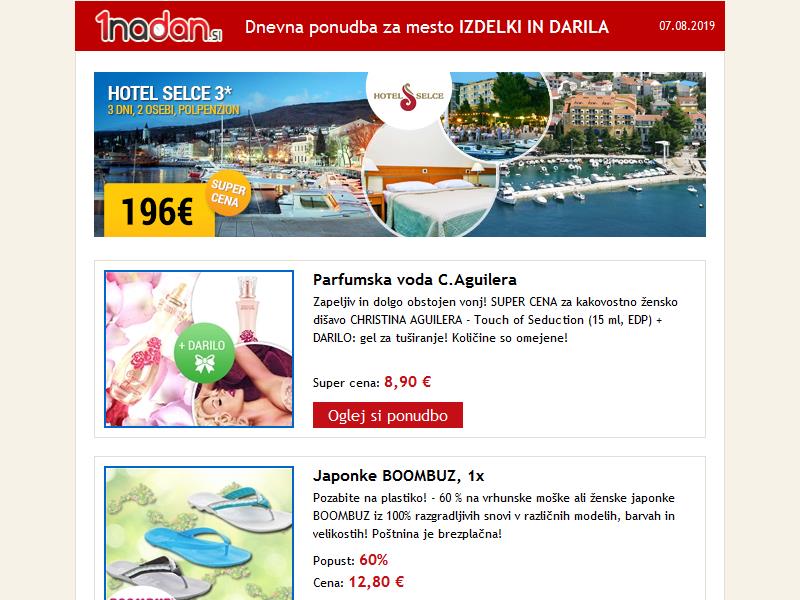 1nadan.si
Dnevna ponudba za mesto IZDELKI IN DARILA
07.08.2019
HOTEL SELCE 3*
3 DNI, 2 OSEBI, POLPENZION
HOTEL SELCE
SUPER
CENA
196€
+ DARILO
Parfumska voda C.Aguilera
Zapeljiv in dolgo obstojen vonj! SUPER CENA za kakovostno žensko
dišavo CHRISTINA AGUILERA - Touch of Seduction (15 ml, EDP) +
DARILO: gel za tuširanje! Količine so omejene!
Super cena: 8,90 €
Oglej si ponudbo
Japonke BOOMBUZ, 1x
Pozabite na plastiko! - 60 % na vrhunske moške ali ženske japonke
BOOMBUZ iz 100% razgradljivih snovi v različnih modelih, barvah in
velikostih! Poštnina je brezplačna!
Popust: 60%
Cena: 12,80 €